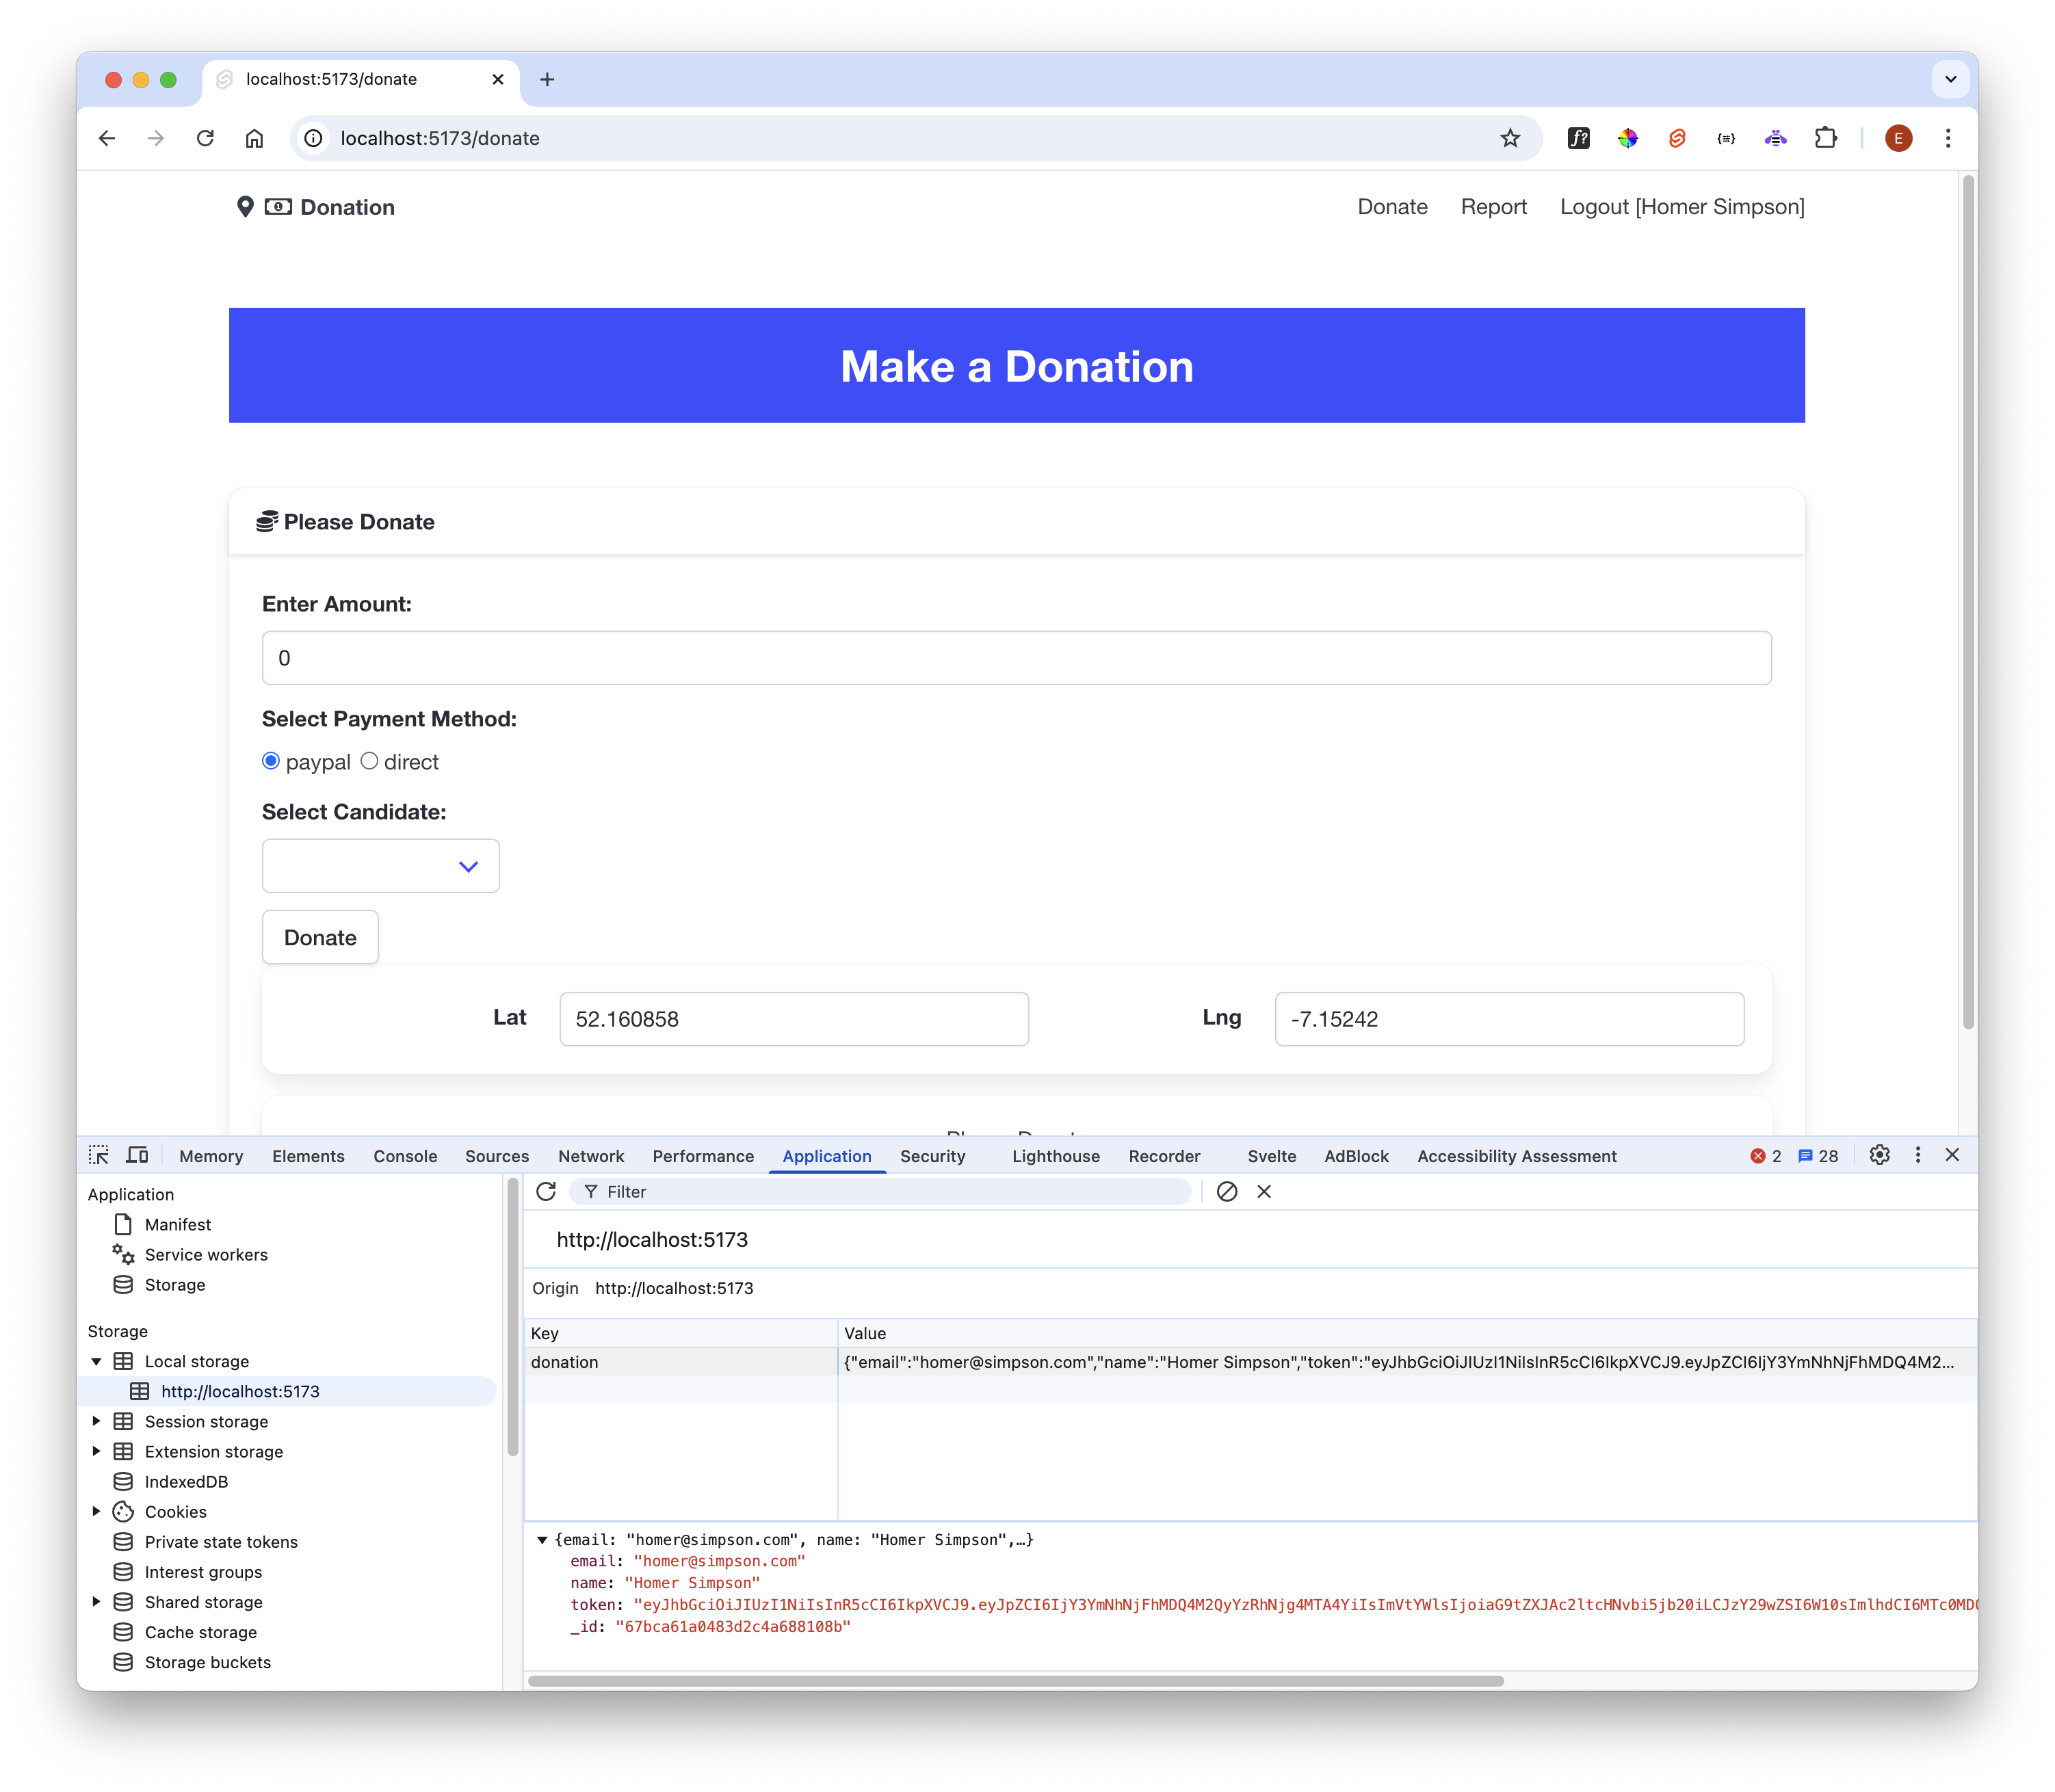 localhost:5173/donate
localhost:5173/donate
E
Donation
Donate Report Logout [Homer Simpson]
Make a Donation
Please Donate
Enter Amount:
0
Select Payment Method:
paypal direct
Select Candidate:
Donate
Lat 52.160858 Lng -7.15242
Please Donate
Memory Elements Console Sources Network Performance Application Security Lighthouse Recorder Svelte AdBlock Accessibility Assessment 2 28
Application
Manifest
Service workers
Storage
Storage
Local storage
http://localhost:5173
Session storage
Extension storage
IndexedDB
Cookies
Private state tokens
Interest groups
Shared storage
Cache storage
Storage buckets
Filter
http://localhost:5173
Origin http://localhost:5173
Key Value
donation {"email":"homer@simpson.com","name":"Homer Simpson","token":"eyJhbGciOiJIUzI1NiIsInR5cCI6IkpXVCJ9.eyJpZCI6IjY3YmNhNjFhMDQ4M2...
{email: "homer@simpson.com", name: "Homer Simpson",…}
email: "homer@simpson.com"
name: "Homer Simpson"
token: "eyJhbGciOiJIUzI1NiIsInR5cCI6IkpXVCJ9.eyJpZCI6IjY3YmNhNjFhMDQ4M2QyYzRhNjg4MTA4YiIsImVtYWlsIjoiaG9tZXJAc2ltcHNvbi5jb20iLCJzY29wZSI6W10sImlhdCI6MTc0MD
_id: "67bca61a0483d2c4a688108b"